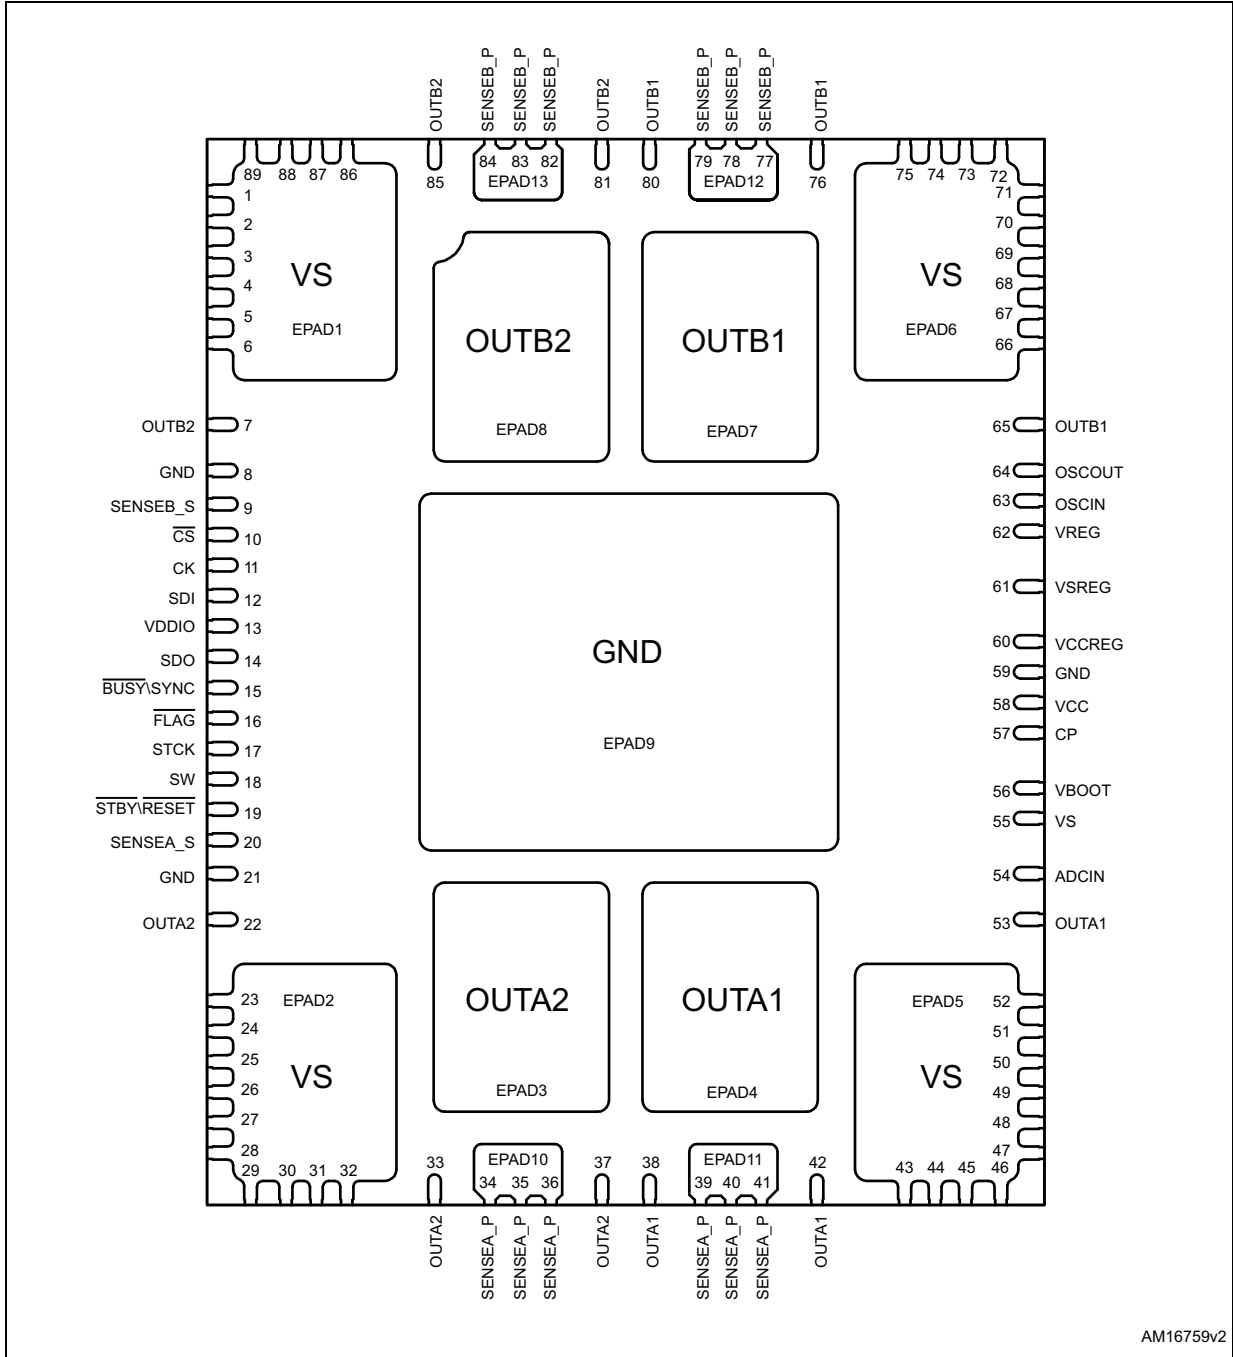 OUTB2
SENSEB_P
SENSEB_P
SENSEB_P
OUTB2
OUTB1
SENSEB_P
SENSEB_P
SENSEB_P
OUTB1
89 88 87 86
85
84 83 82
EPAD13
81
80
79 78 77
EPAD12
76
75 74 73 72
1
2
3
4
5
6
VS
EPAD1
OUTB2
EPAD8
OUTB1
EPAD7
VS
EPAD6
71
70
69
68
67
66
OUTB2 7
GND 8
SENSEB_S 9
CS 10
CK 11
SDI 12
VDDIO 13
SDO 14
BUSY\SYNC 15
FLAG 16
STCK 17
SW 18
STBY\RESET 19
SENSEA_S 20
GND 21
OUTA2 22
GND
EPAD9
65 OUTB1
64 OSCOUT
63 OSCIN
62 VREG
61 VSREG
60 VCCREG
59 GND
58 VCC
57 CP
56 VBOOT
55 VS
54 ADCIN
53 OUTA1
23
24
25
26
27
28
EPAD2
VS
OUTA2
EPAD3
OUTA1
EPAD4
EPAD5
VS
52
51
50
49
48
47
29 30 31 32
33
EPAD10
34 35 36
37
38
EPAD11
39 40 41
42
43 44 45 46
OUTA2
SENSEA_P
SENSEA_P
SENSEA_P
OUTA2
OUTA1
SENSEA_P
SENSEA_P
SENSEA_P
OUTA1
AM16759v2